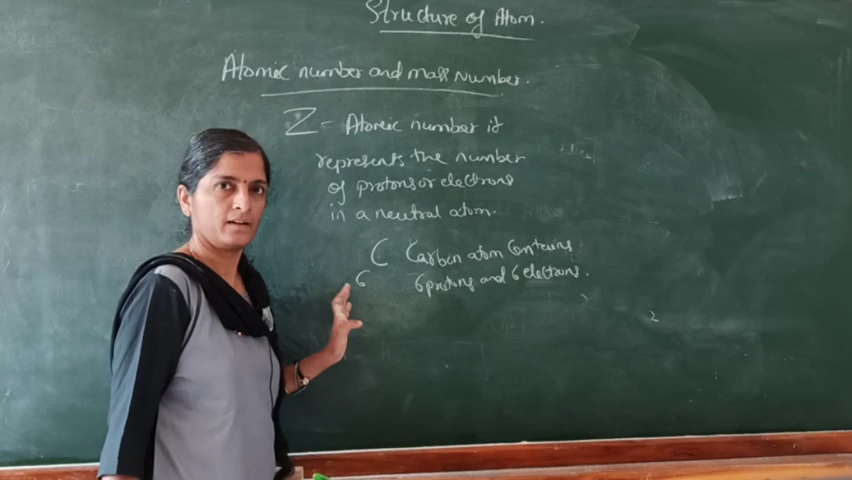 Structure of Atom.
Atomic number and mass Number.
Z - Atomic number it
represents the number
of protons or electrons
in a neutral atom.
C Carbon atom Contains
6 6 protons and 6 electrons.
2